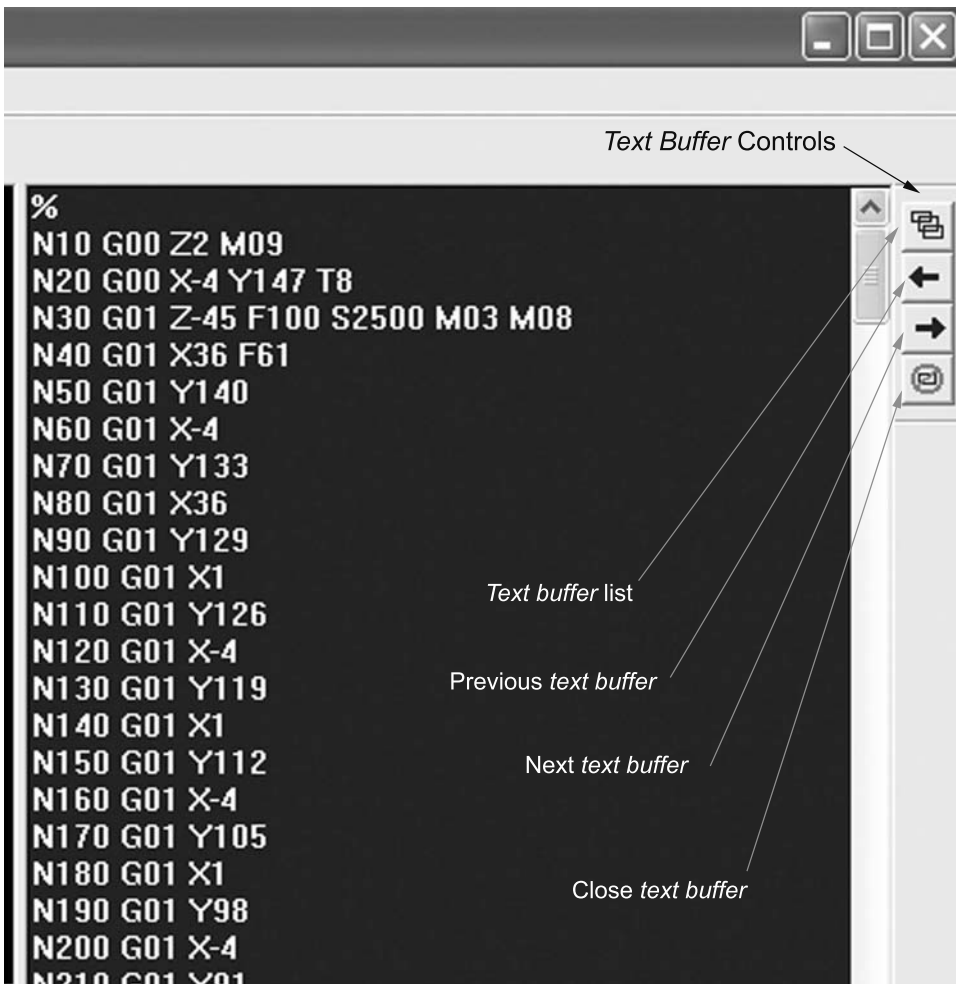 Text Buffer Controls
%
N10 G00 Z2 M09
N20 G00 X-4 Y147 T8
N30 G01 Z-45 F100 S2500 M03 M08
N40 G01 X36 F61
N50 G01 Y140
N60 G01 X-4
N70 G01 Y133
N80 G01 X36
N90 G01 Y129
N100 G01 X1
N110 G01 Y126
N120 G01 X-4
N130 G01 Y119
N140 G01 X1
N150 G01 Y112
N160 G01 X-4
N170 G01 Y105
N180 G01 X1
N190 G01 Y98
N200 G01 X-4
N210 G01 Y91
Text buffer list
Previous text buffer
Next text buffer
Close text buffer